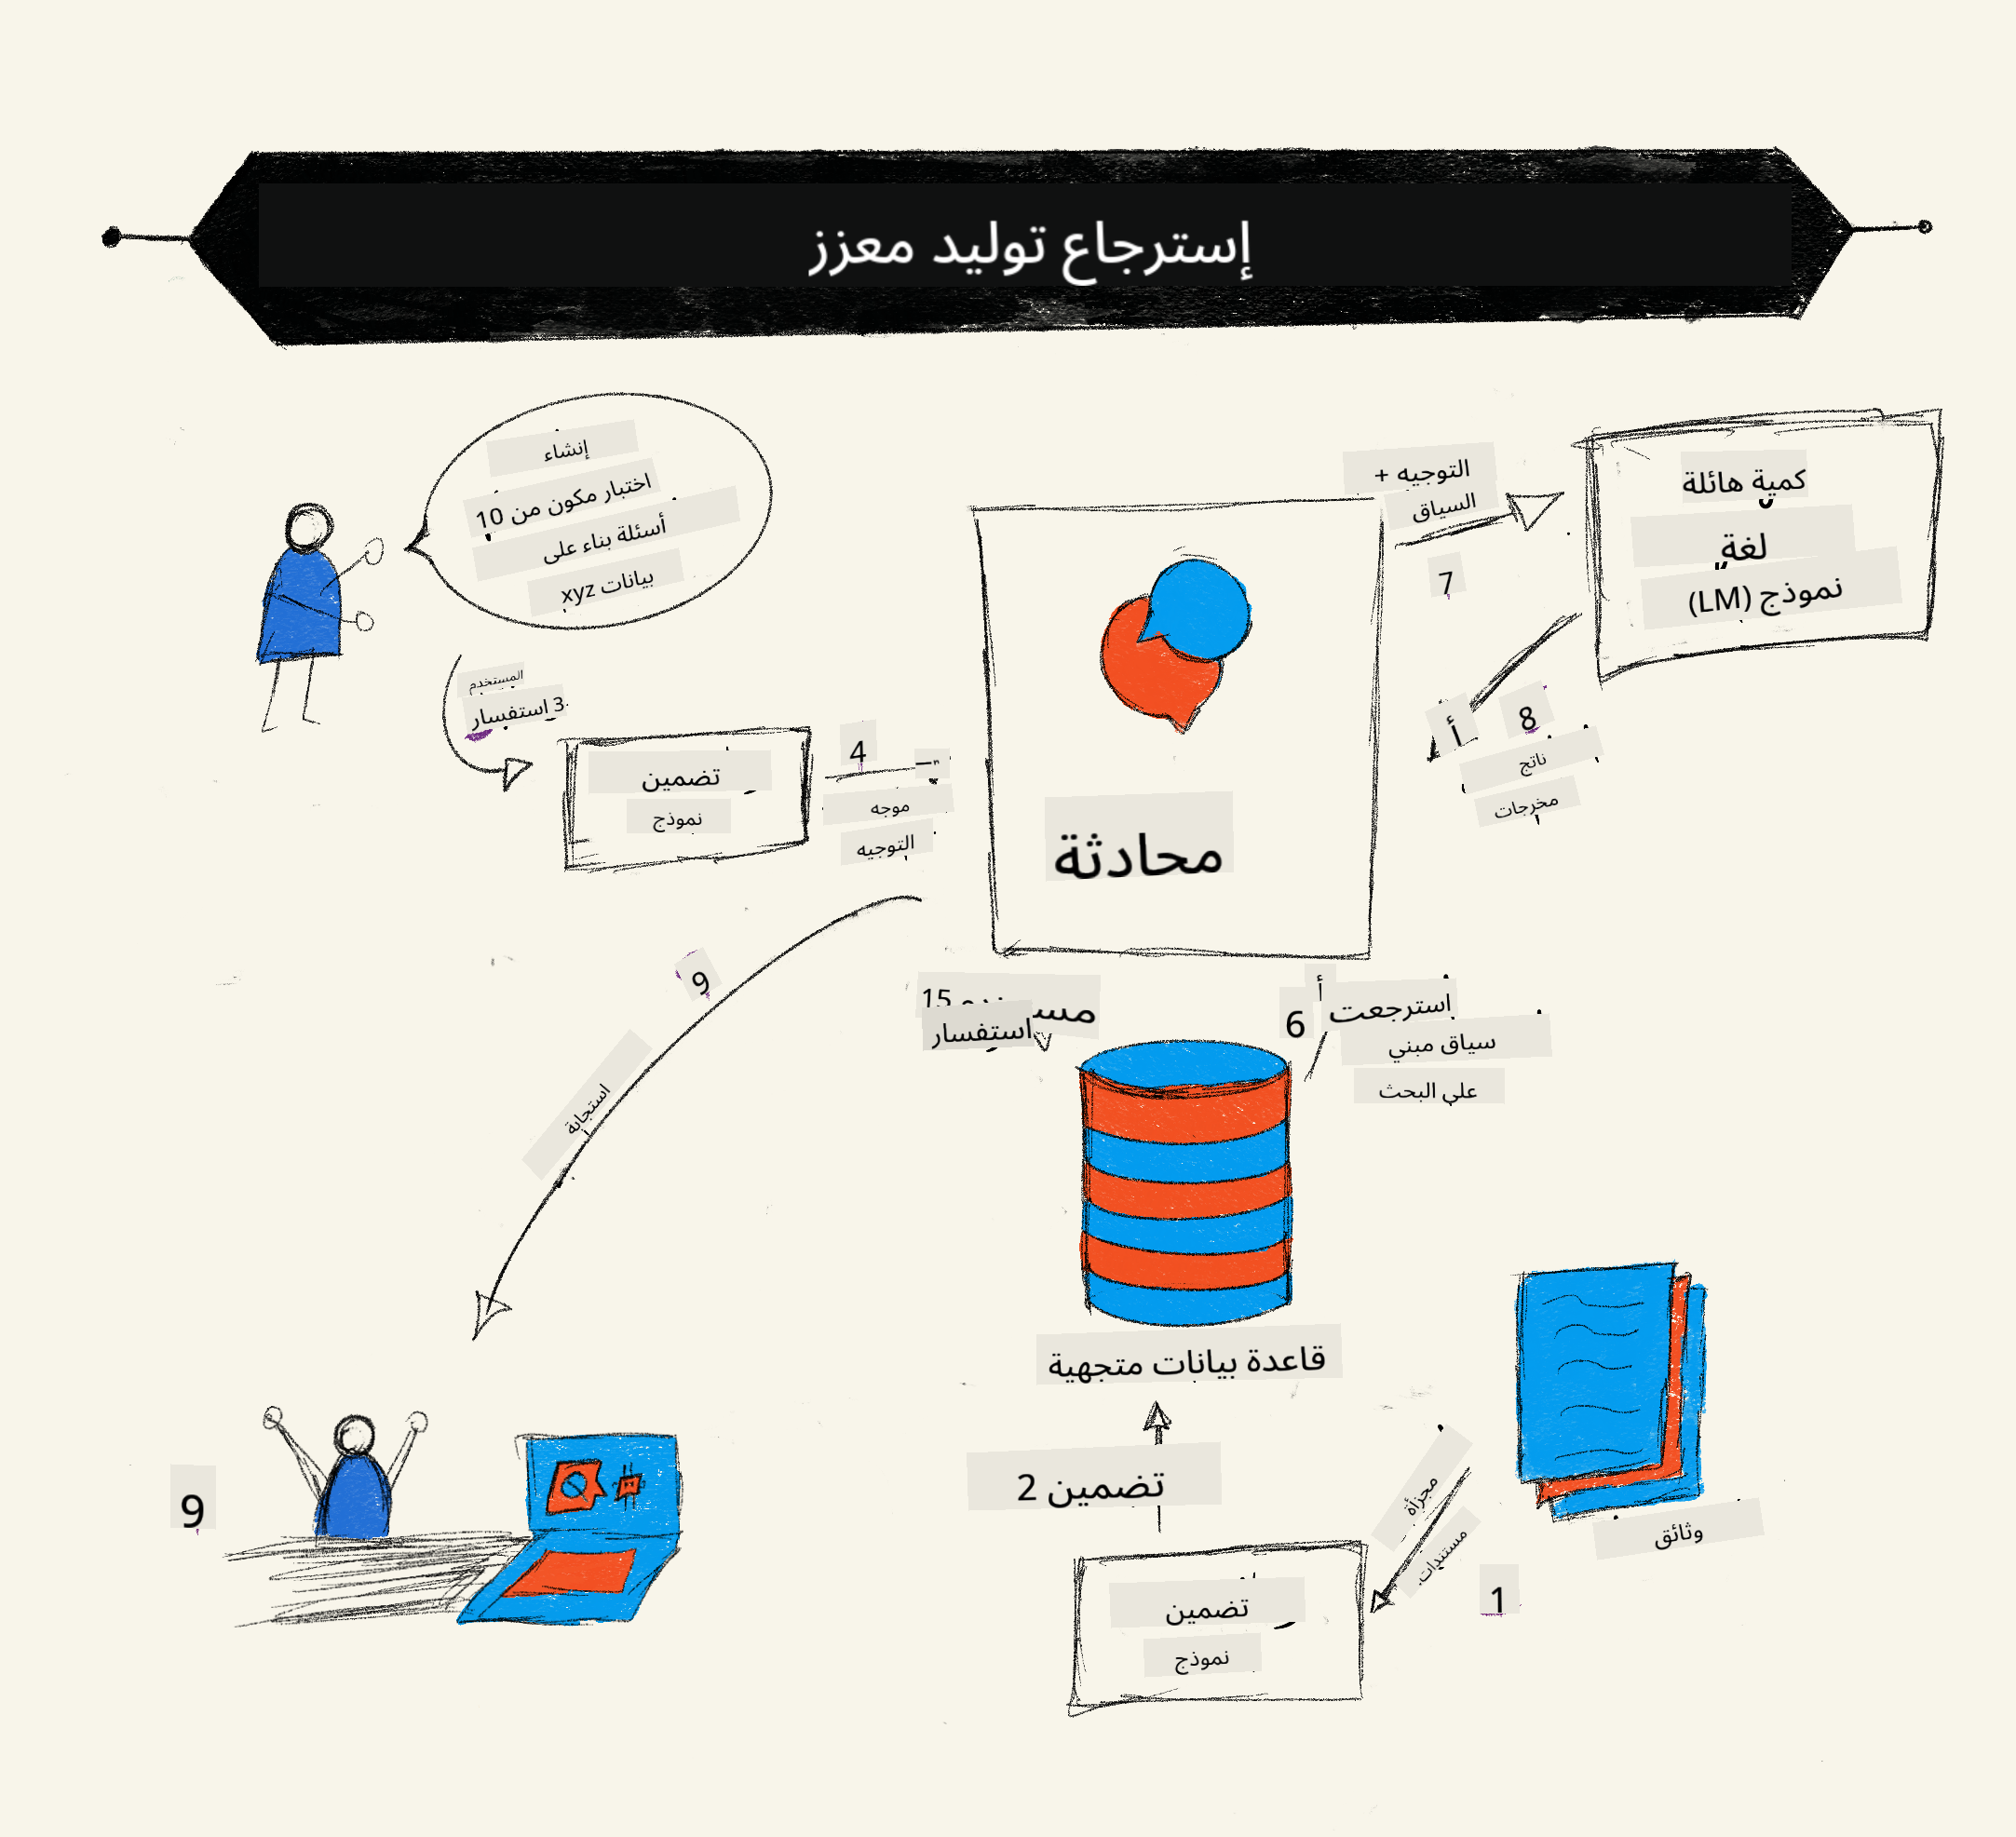 إسترجاع توليد معزز
إنشاء
اختبار مكون من 10
أسئلة بناء على
بيانات xyz
المستخدم
3 استفسار
تضمين
نموذج
4
موجه
التوجيه
محادثة
التوجيه +
السياق
7
كمية هائلة
لغة
نموذج (LM)
أ
8
ناتج
مخرجات
15
استفسار
6
أ
استرجعت
سياق مبني
على البحث
قاعدة بيانات متجهية
9
استجابة
9
تضمين 2
تضمين
نموذج
مجزأة
مستندات
1
وثائق